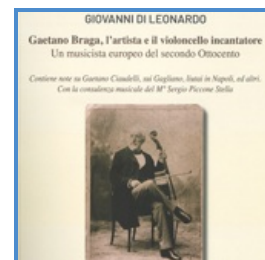 GIOVANNI DI LEONARDO
Gaetano Braga, l'artista e il violoncello incantatore
Un musicista europeo del secondo Ottocento
Contiene note su Gaetano Ciaudelli, sui Gagliano, liutai in Napoli, ed altri.
Con la consulenza musicale del Mº Sergio Piccone Stella